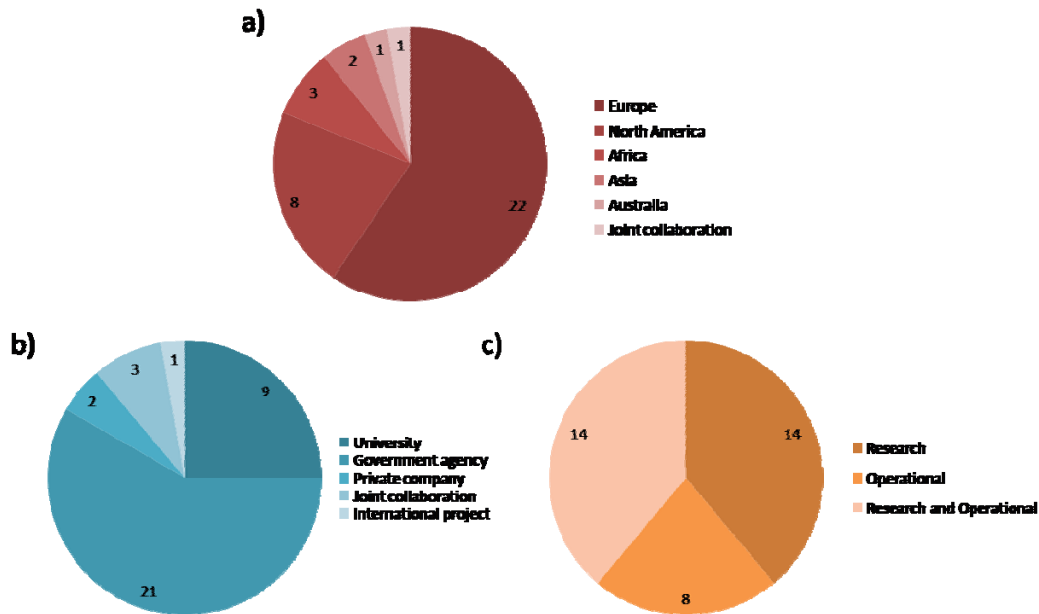 a)
1
1
2
3
8
22
Europe
North America
Africa
Asia
Australia
Joint collaboration
b)
1
3
2
9
21
University
Government agency
Private company
Joint collaboration
International project
c)
14
14
8
Research
Operational
Research and Operational